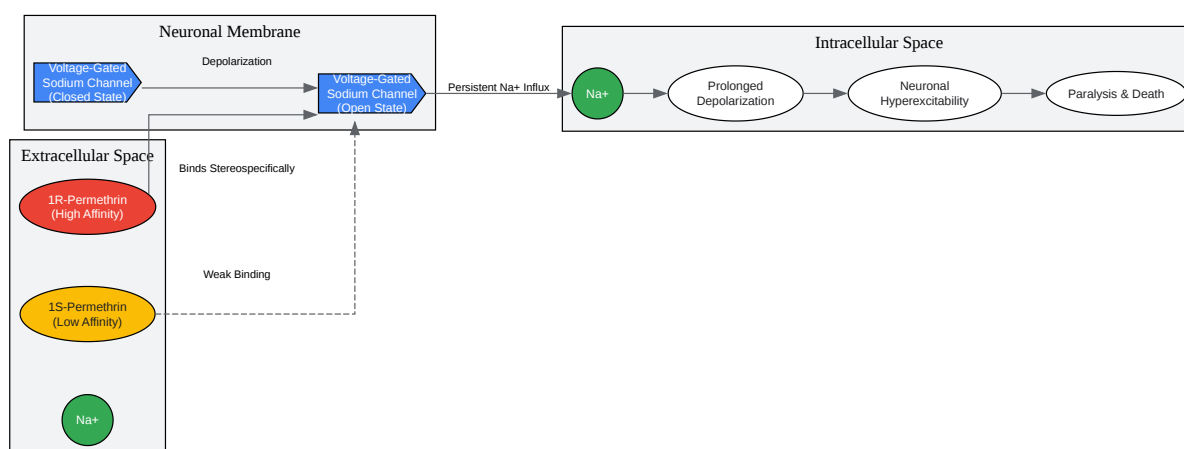 Neuronal Membrane
Voltage-Gated
Sodium Channel
(Closed State)
Depolarization
Voltage-Gated
Sodium Channel
(Open State)
Persistent Na+ Influx
Intracellular Space
Na+
Prolonged
Depolarization
Neuronal
Hyperexcitability
Paralysis & Death
Extracellular Space
Binds Stereospecifically
1R-Permethrin
(High Affinity)
Weak Binding
1S-Permethrin
(Low Affinity)
Na+